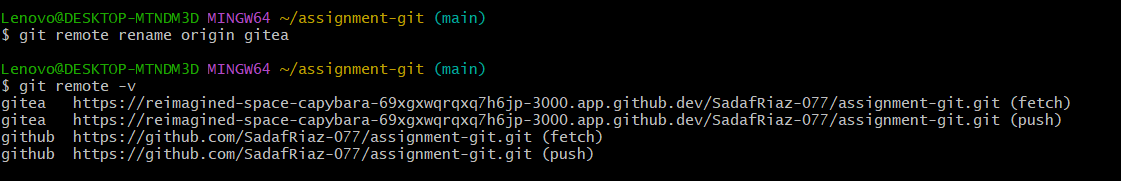 Lenovo@DESKTOP-MTNDM3D MINGW64 ~/assignment-git (main)
$ git remote rename origin gitea
Lenovo@DESKTOP-MTNDM3D MINGW64 ~/assignment-git (main)
$ git remote -v
gitea   https://reimagined-space-capybara-69xgxwqrqxq7h6jp-3000.app.github.dev/SadafRiaz-077/assignment-git.git (fetch)
gitea   https://reimagined-space-capybara-69xgxwqrqxq7h6jp-3000.app.github.dev/SadafRiaz-077/assignment-git.git (push)
github  https://github.com/SadafRiaz-077/assignment-git.git (fetch)
github  https://github.com/SadafRiaz-077/assignment-git.git (push)